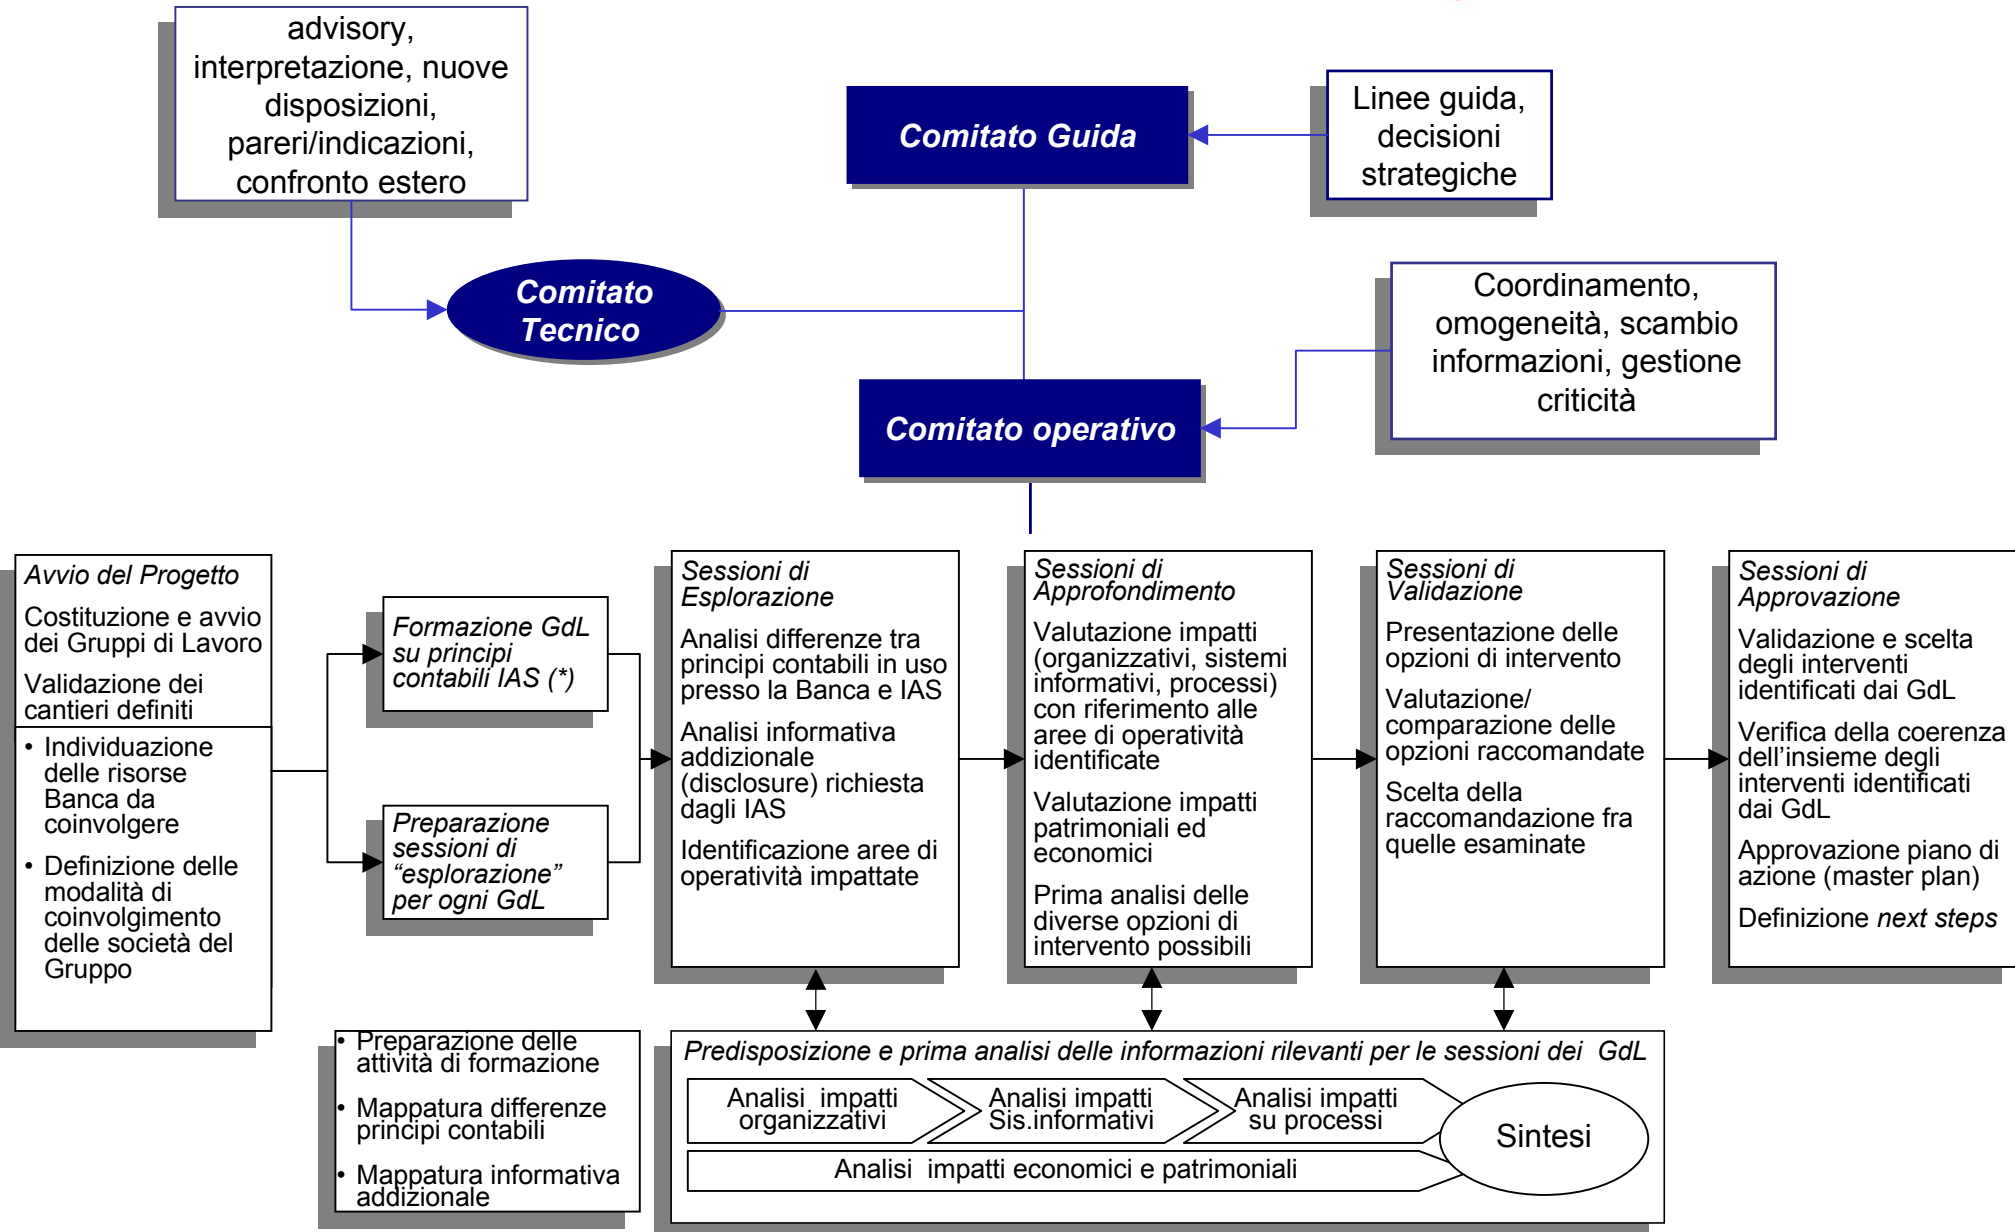 advisory,
interpretazione, nuove
disposizioni,
pareri/indicazioni,
confronto estero
Comitato Guida
Linee guida,
decisioni
strategiche
Comitato
Tecnico
Coordinamento,
omogeneità, scambio
informazioni, gestione
criticità
Comitato operativo
Avvio del Progetto
Costituzione e avvio
dei Gruppi di Lavoro
Validazione dei
cantieri definiti
• Individuazione
delle risorse
Banca da
coinvolgere
• Definizione delle
modalità di
coinvolgimento
delle società del
Gruppo
Formazione GdL
su principi
contabili IAS (*)
Preparazione
sessioni di
“esplorazione”
per ogni GdL
Sessioni di
Esplorazione
Analisi differenze tra
principi contabili in uso
presso la Banca e IAS
Analisi informativa
addizionale
(disclosure) richiesta
dagli IAS
Identificazione aree di
operatività impattate
Sessioni di
Approfondimento
Valutazione impatti
(organizzativi, sistemi
informativi, processi)
con riferimento alle
aree di operatività
identificate
Valutazione impatti
patrimoniali ed
economici
Prima analisi delle
diverse opzioni di
intervento possibili
Sessioni di
Validazione
Presentazione delle
opzioni di intervento
Valutazione/
comparazione delle
opzioni raccomandate
Scelta della
raccomandazione fra
quelle esaminate
Sessioni di
Approvazione
Validazione e scelta
degli interventi
identificati dai GdL
Verifica della coerenza
dell’insieme degli
interventi identificati
dai GdL
Approvazione piano di
azione (master plan)
Definizione next steps
• Preparazione delle
attività di formazione
• Mappatura differenze
principi contabili
• Mappatura informativa
addizionale
Predisposizione e prima analisi delle informazioni rilevanti per le sessioni dei GdL
Analisi impatti
organizzativi
Analisi impatti
Sis.informativi
Analisi impatti
su processi
Sintesi
Analisi impatti economici e patrimoniali